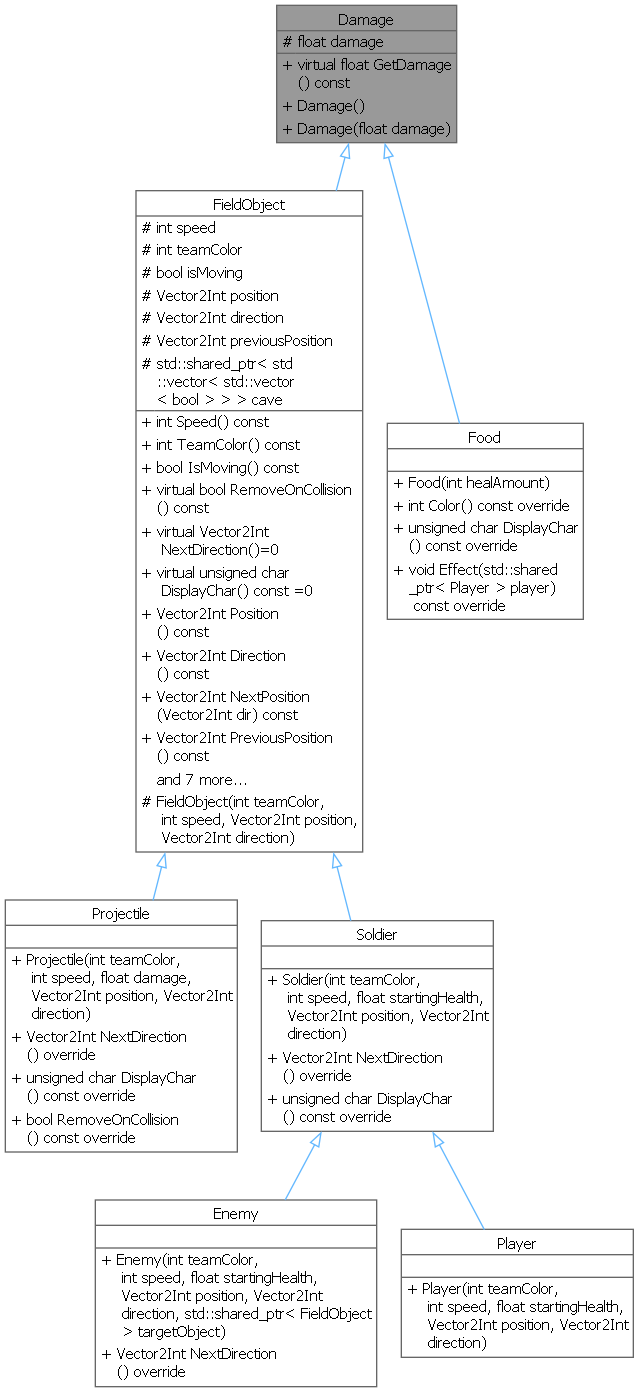 Damage
# float damage
+ virtual float GetDamage
() const
+ Damage()
+ Damage(float damage)
FieldObject
# int speed
# int teamColor
# bool isMoving
# Vector2Int position
# Vector2Int direction
# Vector2Int previousPosition
# std::shared_ptr< std
::vector< std::vector
< bool > > > cave
+ int Speed() const
+ int TeamColor() const
+ bool IsMoving() const
+ virtual bool RemoveOnCollision
() const
+ virtual Vector2Int
NextDirection()=0
+ virtual unsigned char
DisplayChar() const =0
+ Vector2Int Position
() const
+ Vector2Int Direction
() const
+ Vector2Int NextPosition
(Vector2Int dir) const
+ Vector2Int PreviousPosition
() const
and 7 more...
# FieldObject(int teamColor,
int speed, Vector2Int position,
Vector2Int direction)
Food
+ Food(int healAmount)
+ int Color() const override
+ unsigned char DisplayChar
() const override
+ void Effect(std::shared
_ptr< Player > player)
const override
Projectile
+ Projectile(int teamColor,
int speed, float damage,
Vector2Int position, Vector2Int
direction)
+ Vector2Int NextDirection
() override
+ unsigned char DisplayChar
() const override
+ bool RemoveOnCollision
() const override
Soldier
+ Soldier(int teamColor,
int speed, float startingHealth,
Vector2Int position, Vector2Int
direction)
+ Vector2Int NextDirection
() override
+ unsigned char DisplayChar
() const override
Enemy
+ Enemy(int teamColor,
int speed, float startingHealth,
Vector2Int position, Vector2Int
direction, std::shared_ptr< FieldObject
> targetObject)
+ Vector2Int NextDirection
() override
Player
+ Player(int teamColor,
int speed, float startingHealth,
Vector2Int position, Vector2Int
direction)